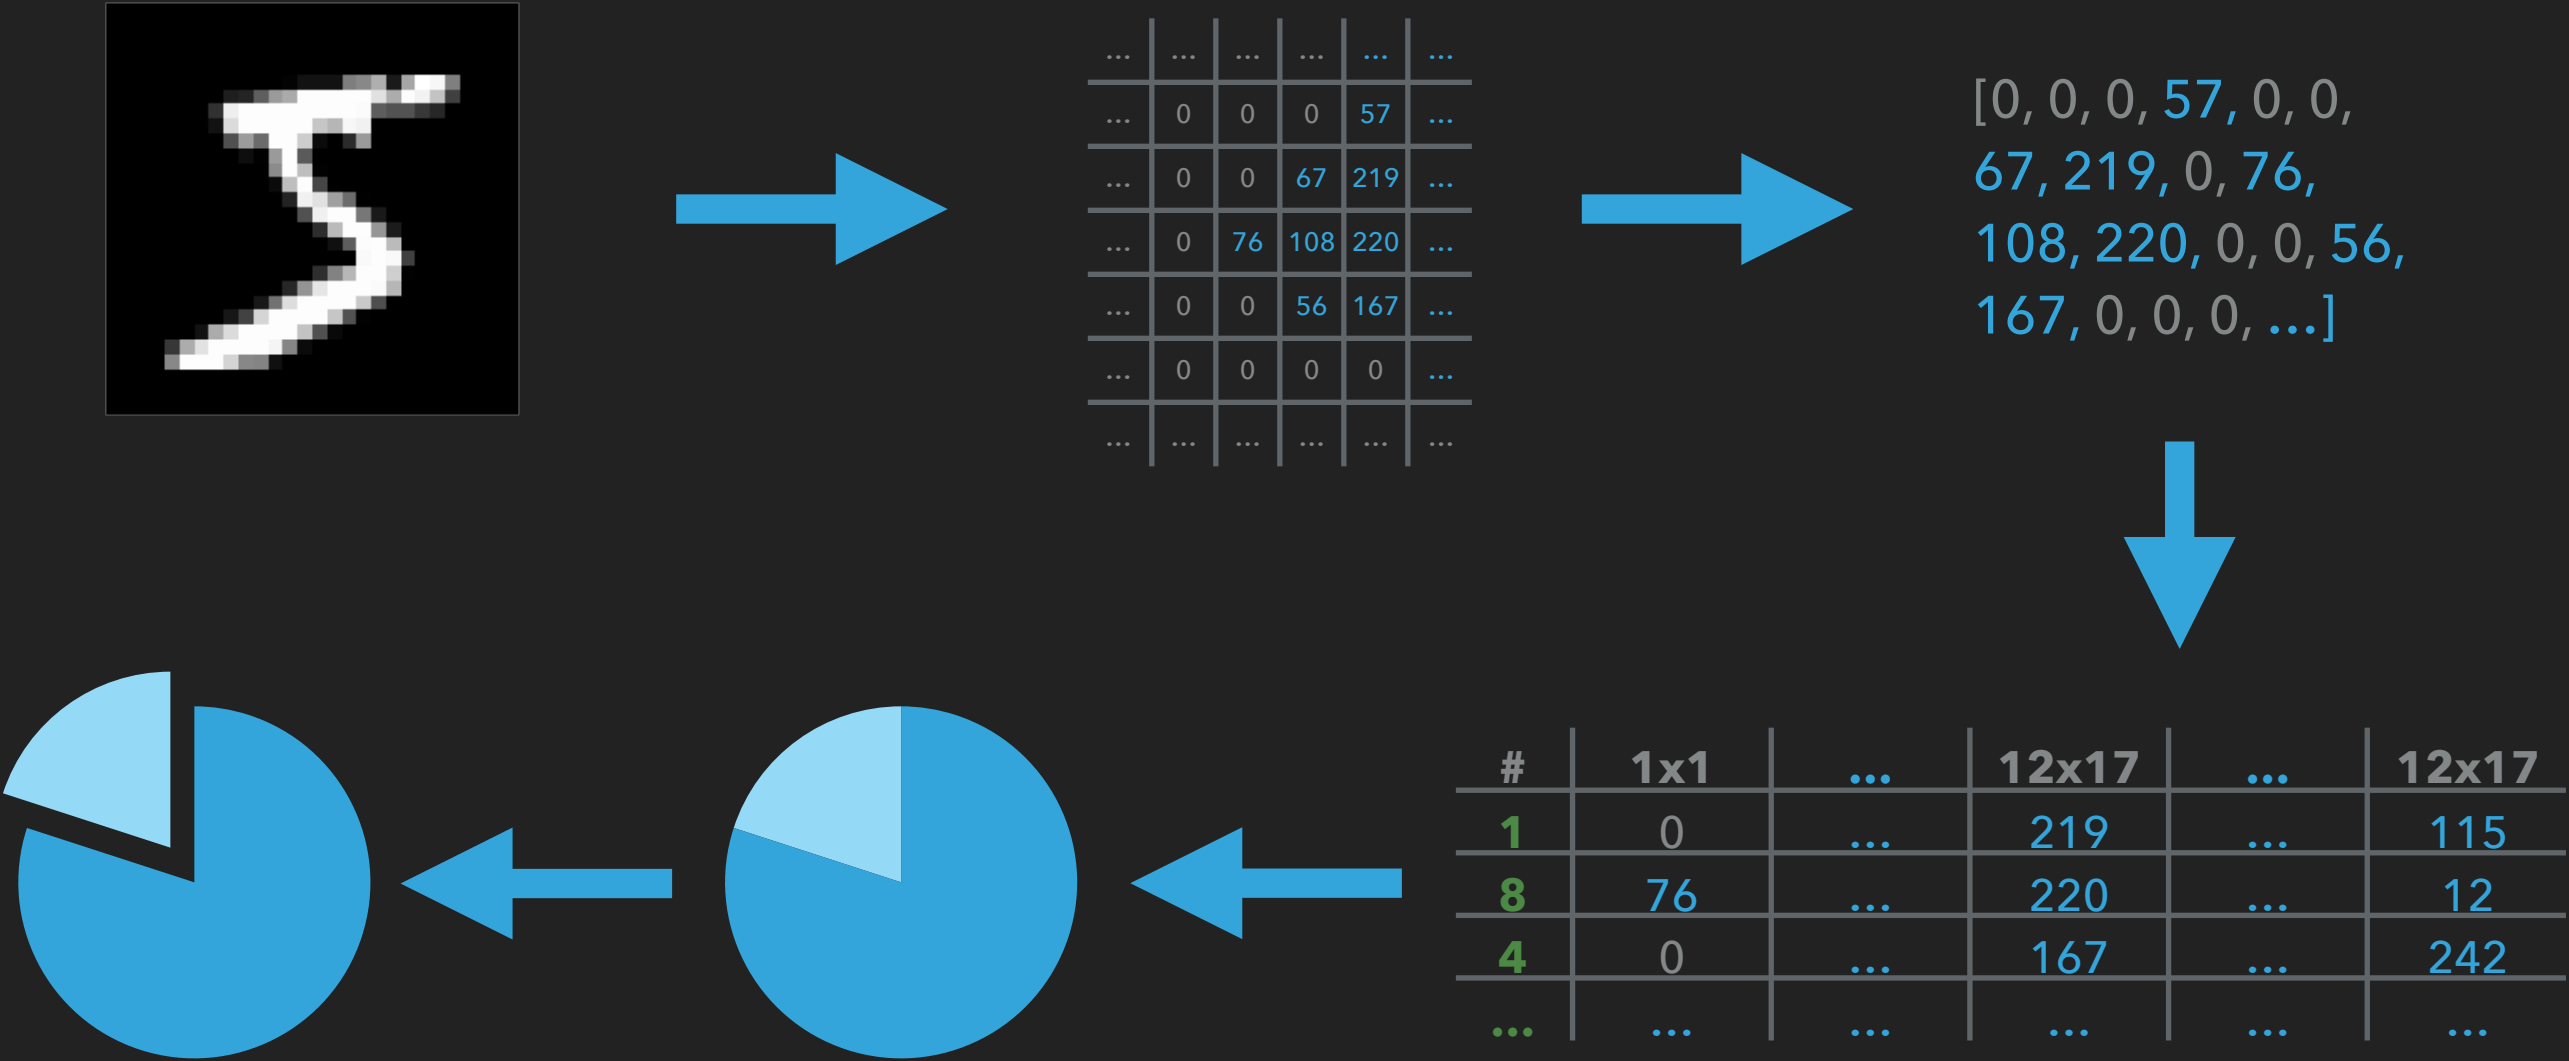 ... ... ... ... ... ...
... 0 0 0 57 ...
... 0 0 67 219 ...
... 0 76 108 220 ...
... 0 0 56 167 ...
... 0 0 0 0 ...
... ... ... ... ... ...
[0, 0, 0, 57, 0, 0,
67, 219, 0, 76,
108, 220, 0, 0, 56,
167, 0, 0, 0, ...]
# 1x1 ... 12x17 ... 12x17
1 0 ... 219 ... 115
8 76 ... 220 ... 12
4 0 ... 167 ... 242
... ... ... ... ... ...